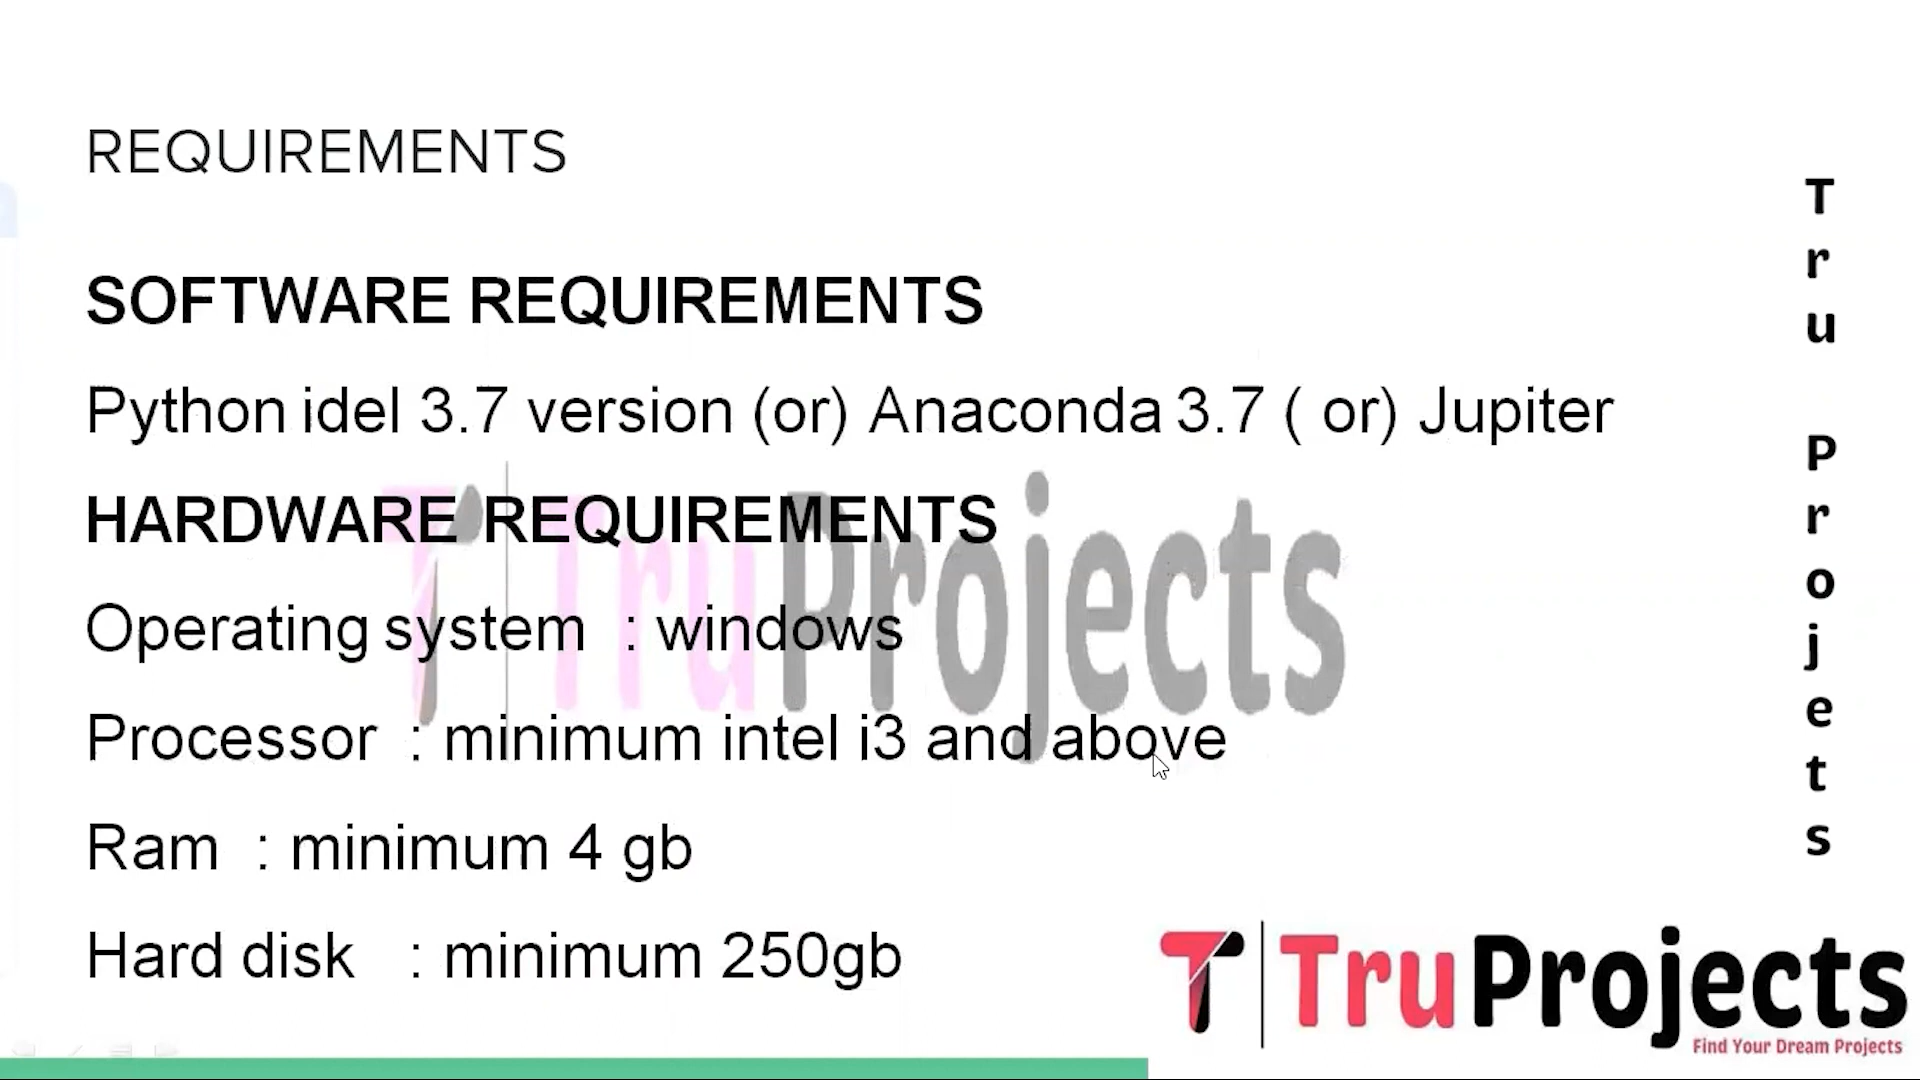 REQUIREMENTS
SOFTWARE REQUIREMENTS
Python idel 3.7 version (or) Anaconda 3.7 ( or) Jupiter
HARDWARE REQUIREMENTS
Operating system : windows
Processor : minimum intel i3 and above
Ram : minimum 4 gb
Hard disk : minimum 250gb
TruProjects
Tru Projects
TruProjects
Find Your Dream Projects